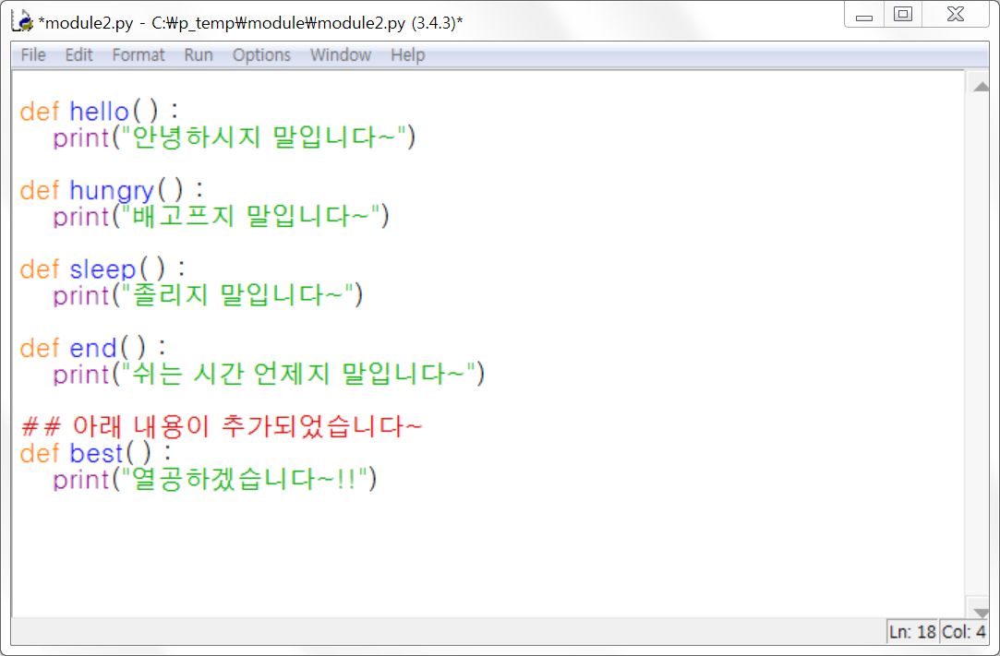 *module2.py - C:₩p_temp₩module₩module2.py (3.4.3)*
File Edit Format Run Options Window Help
def hello() :
    print("안녕하시지 말입니다~")
def hungry() :
    print("배고프지 말입니다~")
def sleep() :
    print("졸리지 말입니다~")
def end() :
    print("쉬는 시간 언제지 말입니다~")
## 아래 내용이 추가되었습니다~
def best() :
    print("열공하겠습니다~!!")
Ln: 18 Col: 4